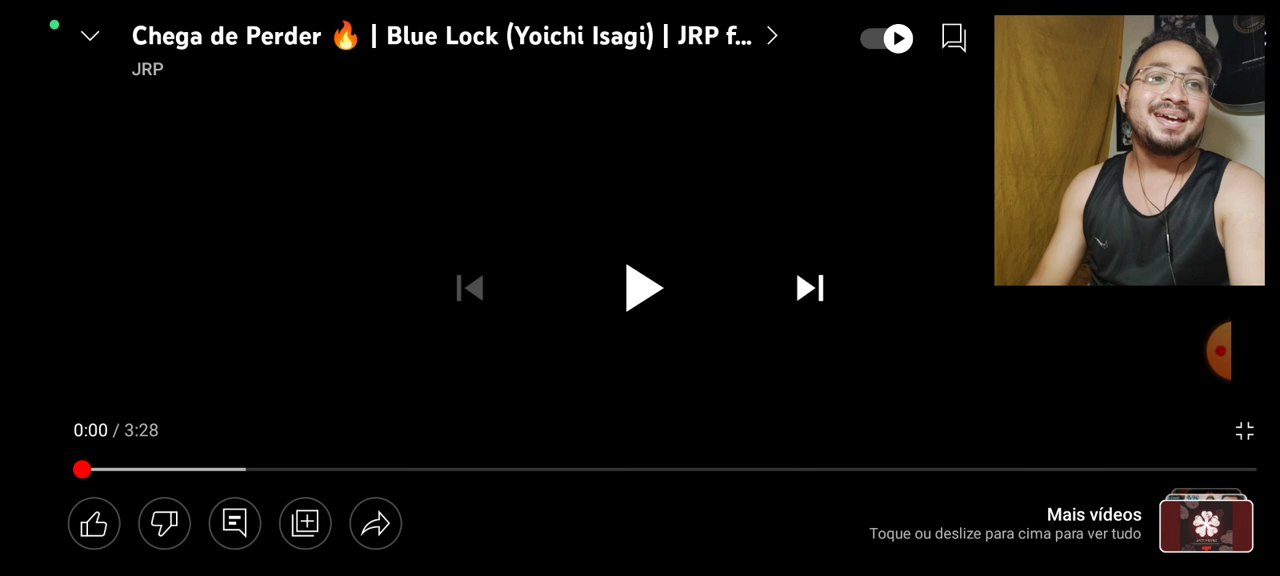 Chega de Perder 🔥 | Blue Lock (Yoichi Isagi) | JRP f...
JRP
0:00 / 3:28
Mais vídeos
Toque ou deslize para cima para ver tudo